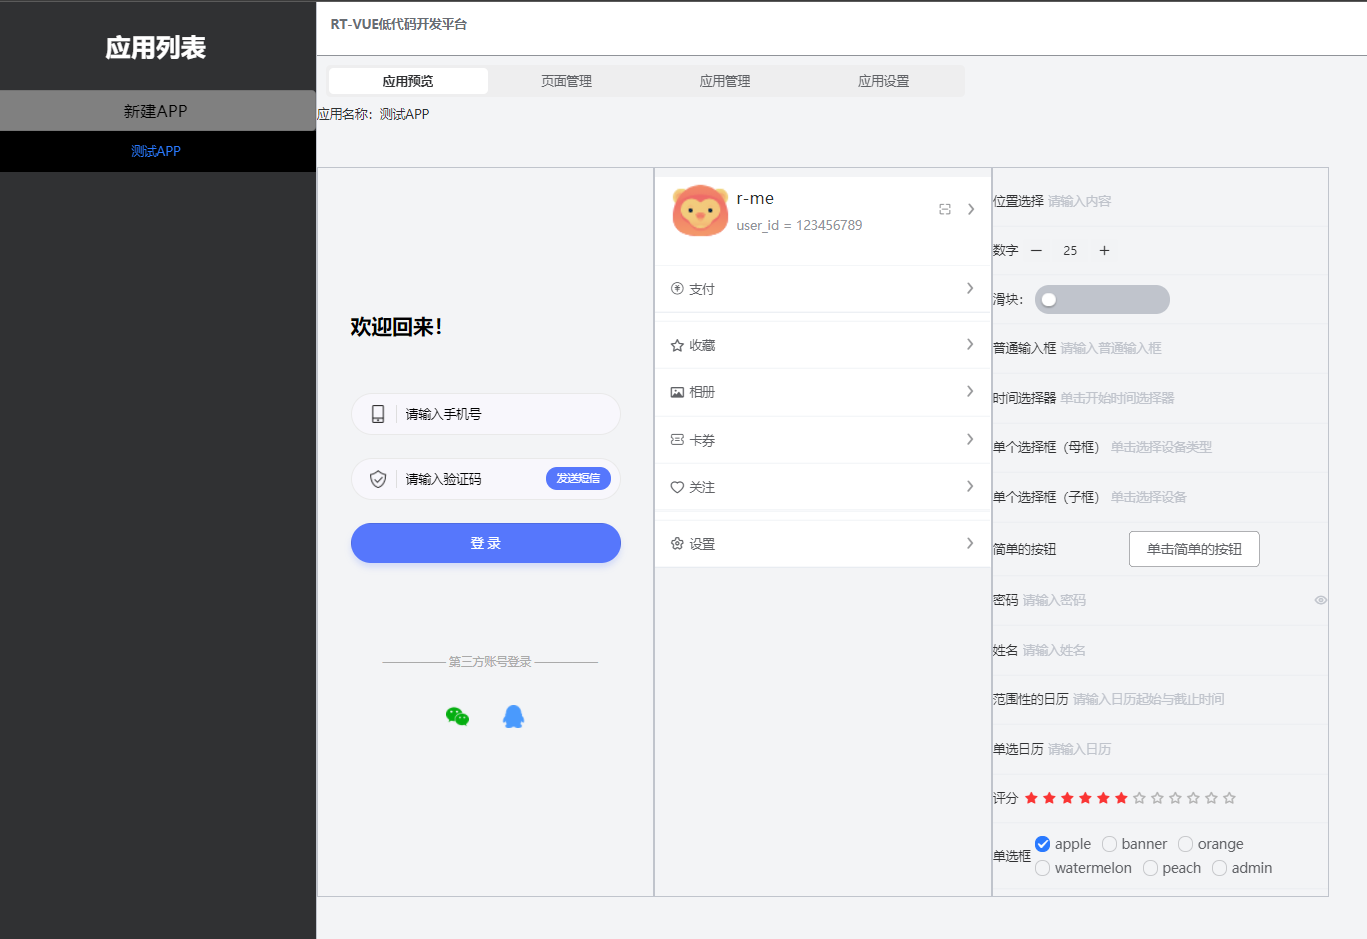 应用列表
新建APP
测试APP
RT-VUE低代码开发平台
应用预览 页面管理 应用管理 应用设置
应用名称：测试APP
欢迎回来！
请输入手机号
请输入验证码 发送短信
登 录
第三方账号登录
r-me
user_id = 123456789
支付
收藏
相册
卡券
关注
设置
位置选择 请输入内容
数字 — 25 +
滑块：
普通输入框 请输入普通输入框
时间选择器 单击开始时间选择器
单个选择框（母框） 单击选择设备类型
单个选择框（子框） 单击选择设备
简单的按钮 单击简单的按钮
密码 请输入密码
姓名 请输入姓名
范围性的日历 请输入日历起始与截止时间
单选日历 请输入日历
评分
单选框 apple banner orange
watermelon peach admin